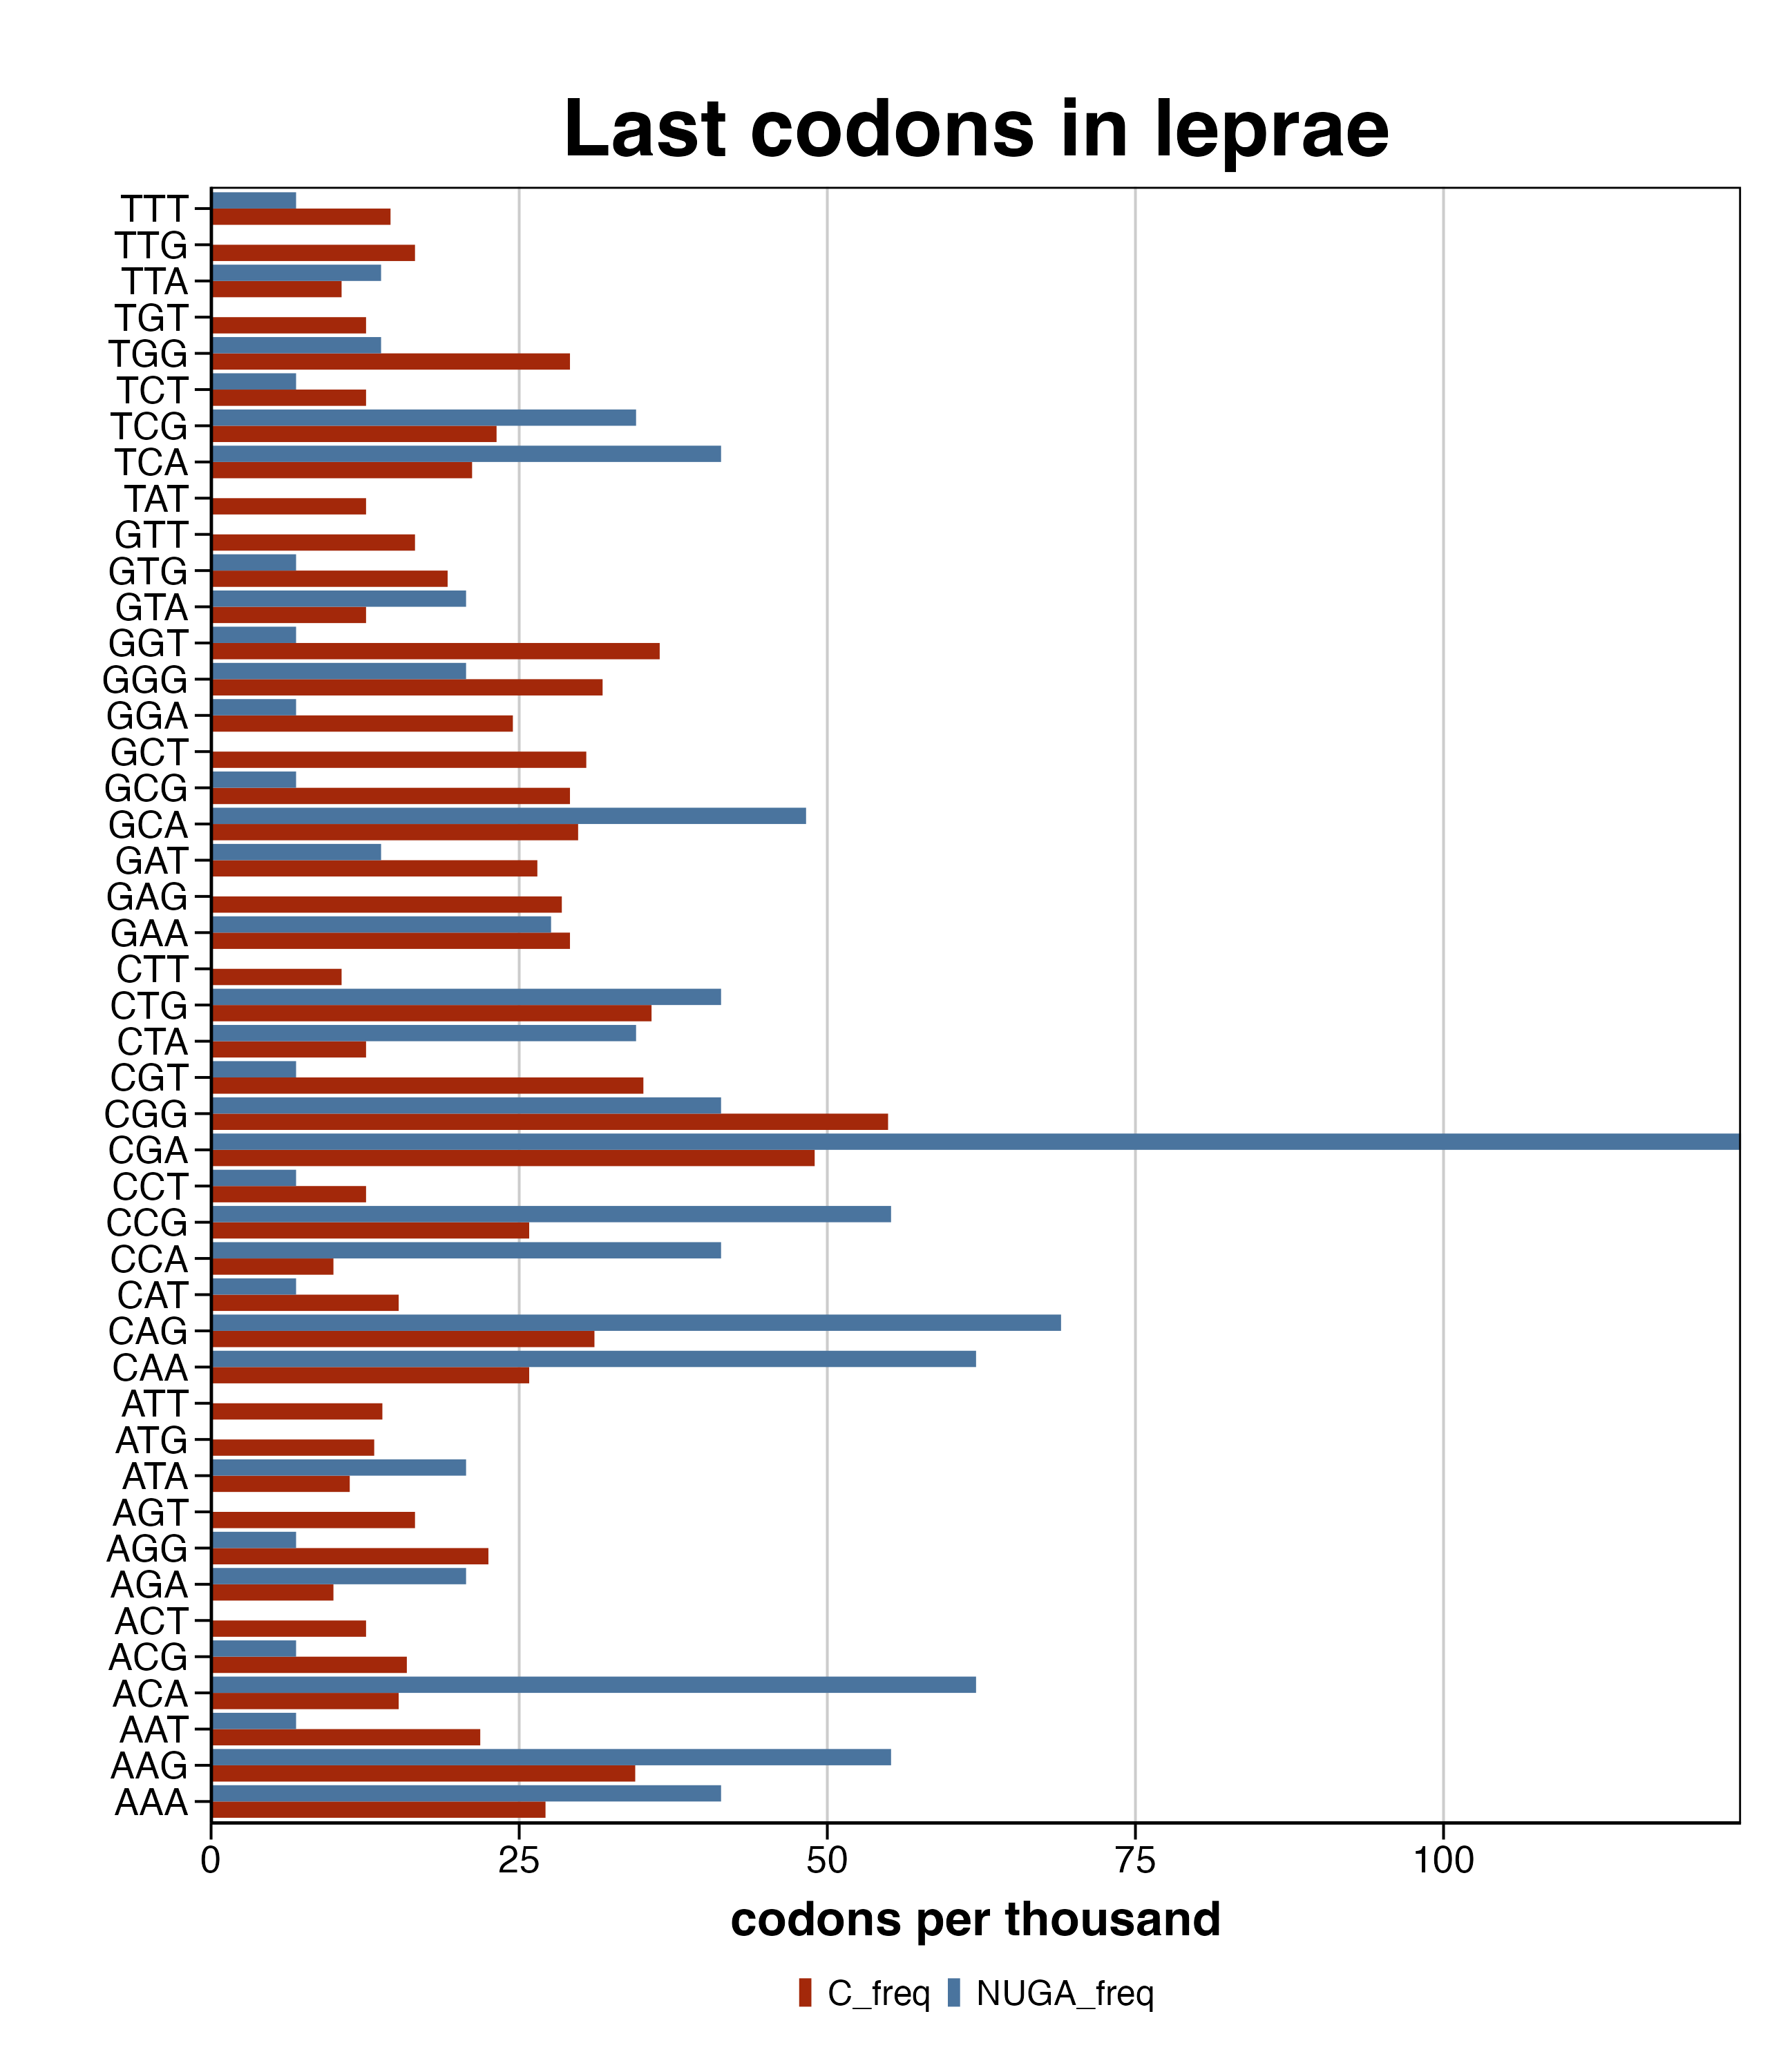 Last codons in leprae
TTT
TTG
TTA
TGT
TGG
TCT
TCG
TCA
TAT
GTT
GTG
GTA
GGT
GGG
GGA
GCT
GCG
GCA
GAT
GAG
GAA
CTT
CTG
CTA
CGT
CGG
CGA
CCT
CCG
CCA
CAT
CAG
CAA
ATT
ATG
ATA
AGT
AGG
AGA
ACT
ACG
ACA
AAT
AAG
AAA
0 25 50 75 100
codons per thousand
C_freq NUGA_freq